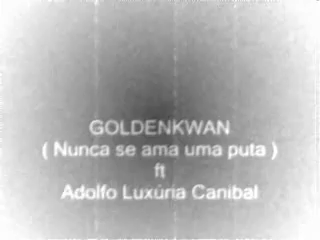 GOLDENKWAN
( Nunca se ama uma puta )
ft
Adolfo Luxúria Canibal